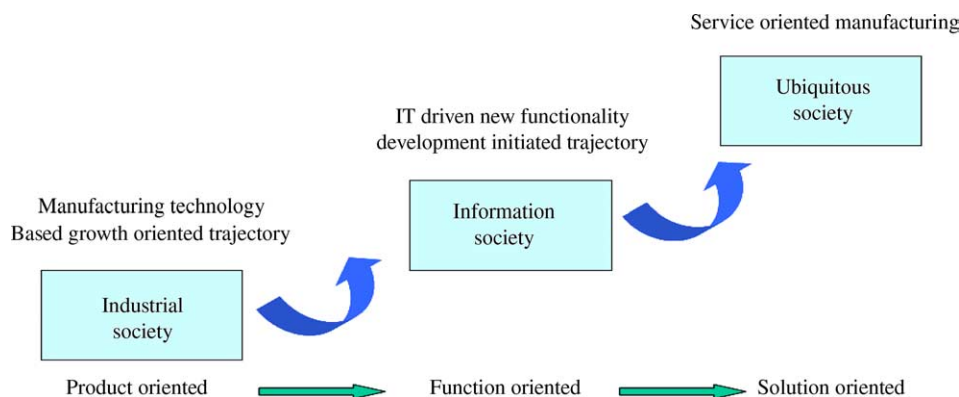 Service oriented manufacturing
Ubiquitous
society
IT driven new functionality
development initiated trajectory
Information
society
Manufacturing technology
Based growth oriented trajectory
Industrial
society
Product oriented
Function oriented
Solution oriented